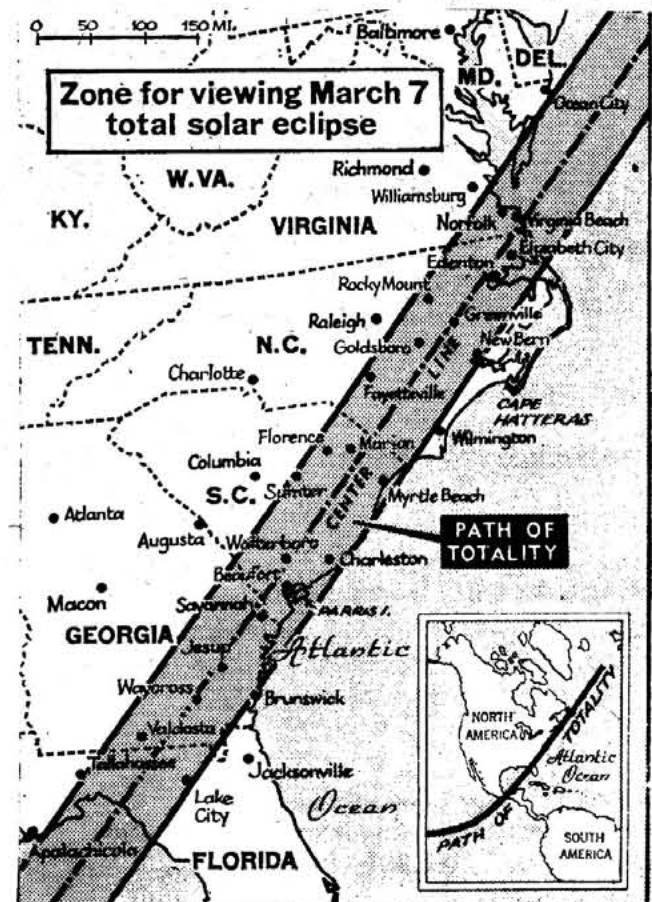 0 50 100 150 MI.
Baltimore
DEL.
MD.
Zone for viewing March 7
total solar eclipse
Ocean City
Richmond
W. VA.
Williamsburg
KY.
VIRGINIA
Norfolk
Virginia Beach
Elizabeth City
Edenton
Rocky Mount
Greenville
Raleigh
TENN.
N.C.
Goldsboro
New Bern
LINE
Charlotte
Fayetteville
CAPE
HATTERAS
Florence
Marion
Wilmington
Columbia
S.C.
Sumter
Myrtle Beach
CENTER
Atlanta
Augusta
PATH OF
TOTALITY
Walterboro
Charleston
Beaufort
Macon
Savannah
PARRIS I.
GEORGIA
Jesup
Atlantic
Waycross
Brunswick
Valdosta
Tallahassee
Jacksonville
Lake
City
Ocean
Apalachicola
FLORIDA
NORTH
AMERICA
TOTALITY
Atlantic
Ocean
PATH OF
SOUTH
AMERICA